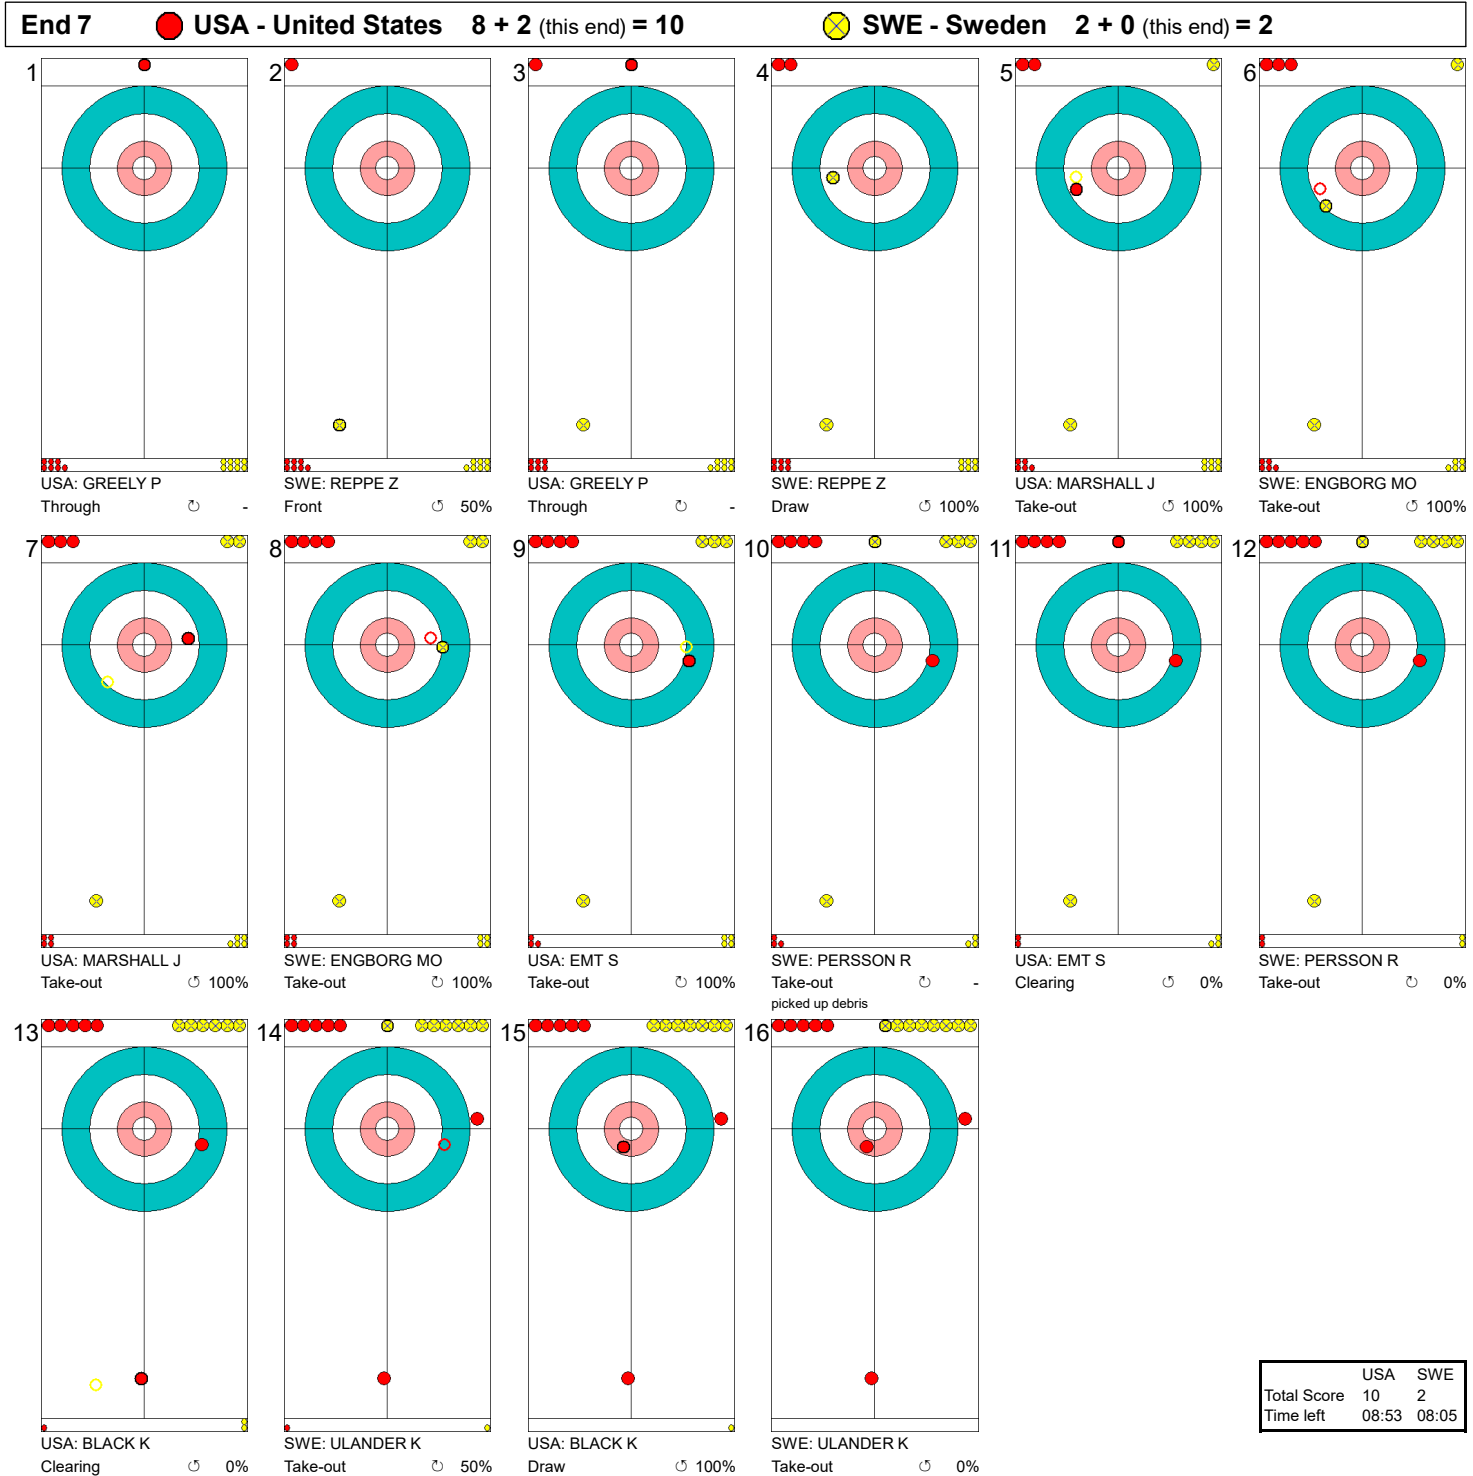 End 7 USA - United States 8 + 2 (this end) = 10 SWE - Sweden 2 + 0 (this end) = 2
1 2 3 4 5 6
USA: GREELY P SWE: REPPE Z USA: GREELY P SWE: REPPE Z USA: MARSHALL J SWE: ENGBORG MO
Through ↻ - Front ↺ 50% Through ↻ - Draw ↺ 100% Take-out ↺ 100% Take-out ↺ 100%
7 8 9 10 11 12
USA: MARSHALL J SWE: ENGBORG MO USA: EMT S SWE: PERSSON R USA: EMT S SWE: PERSSON R
Take-out ↺ 100% Take-out ↺ 100% Take-out ↻ 100% Take-out ↻ - Clearing ↺ 0% Take-out ↻ 0%
picked up debris
13 14 15 16
USA: BLACK K SWE: ULANDER K USA: BLACK K SWE: ULANDER K
Clearing ↺ 0% Take-out ↻ 50% Draw ↺ 100% Take-out ↺ 0%
USA SWE
Total Score 10 2
Time left 08:53 08:05